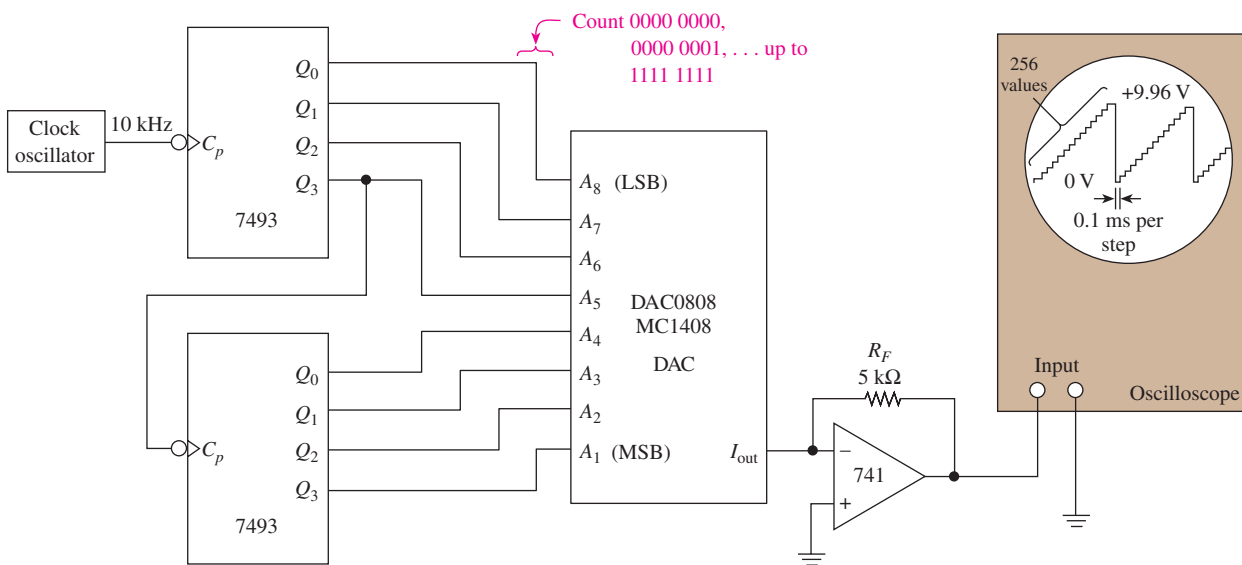 Count 0000 0000,
0000 0001, . . . up to
1111 1111
Clock
oscillator
10 kHz
C_p
Q_0
Q_1
Q_2
Q_3
7493
C_p
Q_0
Q_1
Q_2
Q_3
7493
A_8 (LSB)
A_7
A_6
A_5
A_4
A_3
A_2
A_1 (MSB)
DAC0808
MC1408
DAC
I_out
R_F
5 kΩ
−
+
741
256
values
+9.96 V
0 V
0.1 ms per
step
Input
Oscilloscope